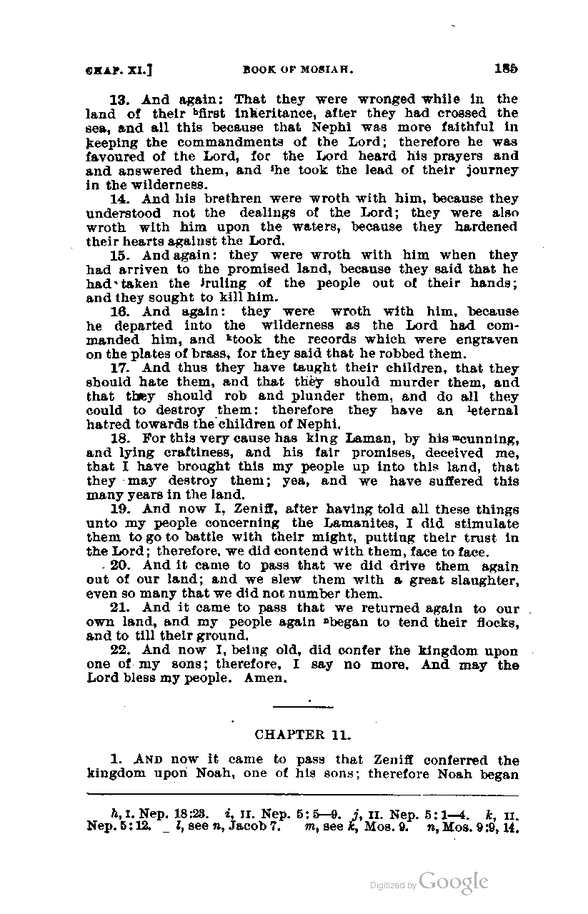 CHAP. XI.] BOOK OF MOSIAH. 185
13. And again: That they were wronged while in the
land of their hfirst inheritance, after they had crossed the
sea, and all this because that Nephi was more faithful in
keeping the commandments of the Lord; therefore he was
favoured of the Lord, for the Lord heard his prayers and
and answered them, and ihe took the lead of their journey
in the wilderness.
14. And his brethren were wroth with him, because they
understood not the dealings of the Lord; they were also
wroth with him upon the waters, because they hardened
their hearts against the Lord.
15. And again: they were wroth with him when they
had arriven to the promised land, because they said that he
had taken the jruling of the people out of their hands;
and they sought to kill him.
16. And again: they were wroth with him, because
he departed into the wilderness as the Lord had com-
manded him, and ktook the records which were engraven
on the plates of brass, for they said that he robbed them.
17. And thus they have taught their children, that they
should hate them, and that they should murder them, and
that they should rob and plunder them, and do all they
could to destroy them: therefore they have an leternal
hatred towards the children of Nephi.
18. For this very cause has king Laman, by his mcunning,
and lying craftiness, and his fair promises, deceived me,
that I have brought this my people up into this land, that
they may destroy them; yea, and we have suffered this
many years in the land.
19. And now I, Zeniff, after having told all these things
unto my people concerning the Lamanites, I did stimulate
them to go to battle with their might, putting their trust in
the Lord; therefore, we did contend with them, face to face.
20. And it came to pass that we did drive them again
out of our land; and we slew them with a great slaughter,
even so many that we did not number them.
21. And it came to pass that we returned again to our
own land, and my people again nbegan to tend their flocks,
and to till their ground.
22. And now I, being old, did confer the kingdom upon
one of my sons; therefore, I say no more. And may the
Lord bless my people. Amen.
CHAPTER 11.
1. AND now it came to pass that Zeniff conferred the
kingdom upon Noah, one of his sons; therefore Noah began
h, I. Nep. 18:23. i, II. Nep. 5:5—9. j, II. Nep. 5:1—4. k, II.
Nep. 5:12. l, see n, Jacob 7. m, see k, Mos. 9. n, Mos. 9:9, 14.
Digitized by Google